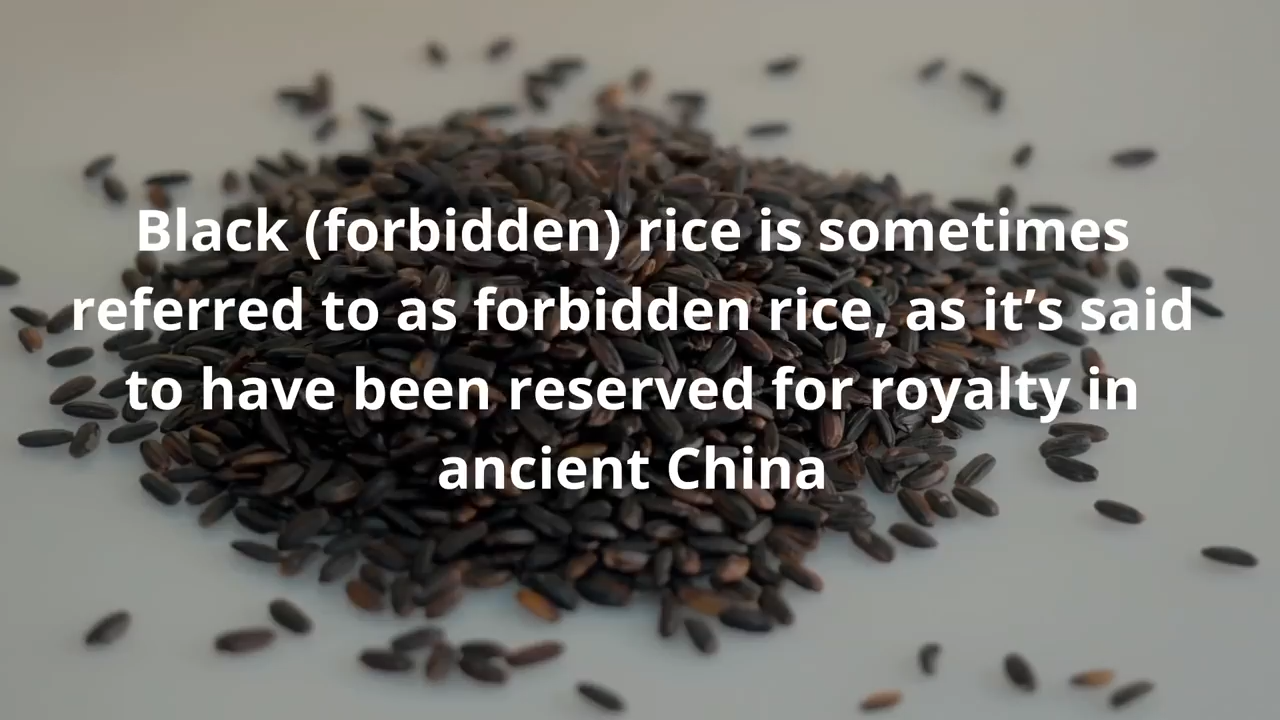 Black (forbidden) rice is sometimes
referred to as forbidden rice, as it’s said
to have been reserved for royalty in
ancient China